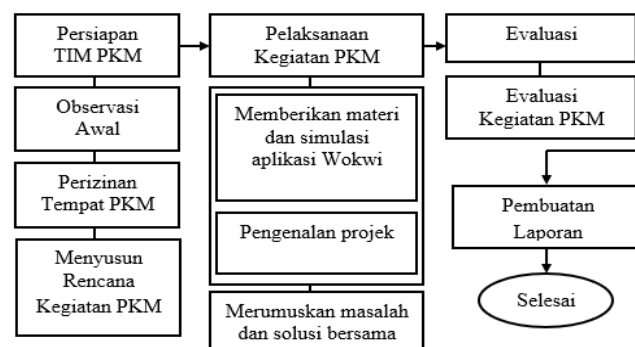 Persiapan
TIM PKM
Observasi
Awal
Perizinan
Tempat PKM
Menyusun
Rencana
Kegiatan PKM
Pelaksanaan
Kegiatan PKM
Memberikan materi
dan simulasi
aplikasi Wokwi
Pengenalan projek
Merumuskan masalah
dan solusi bersama
Evaluasi
Evaluasi
Kegiatan PKM
Pembuatan
Laporan
Selesai